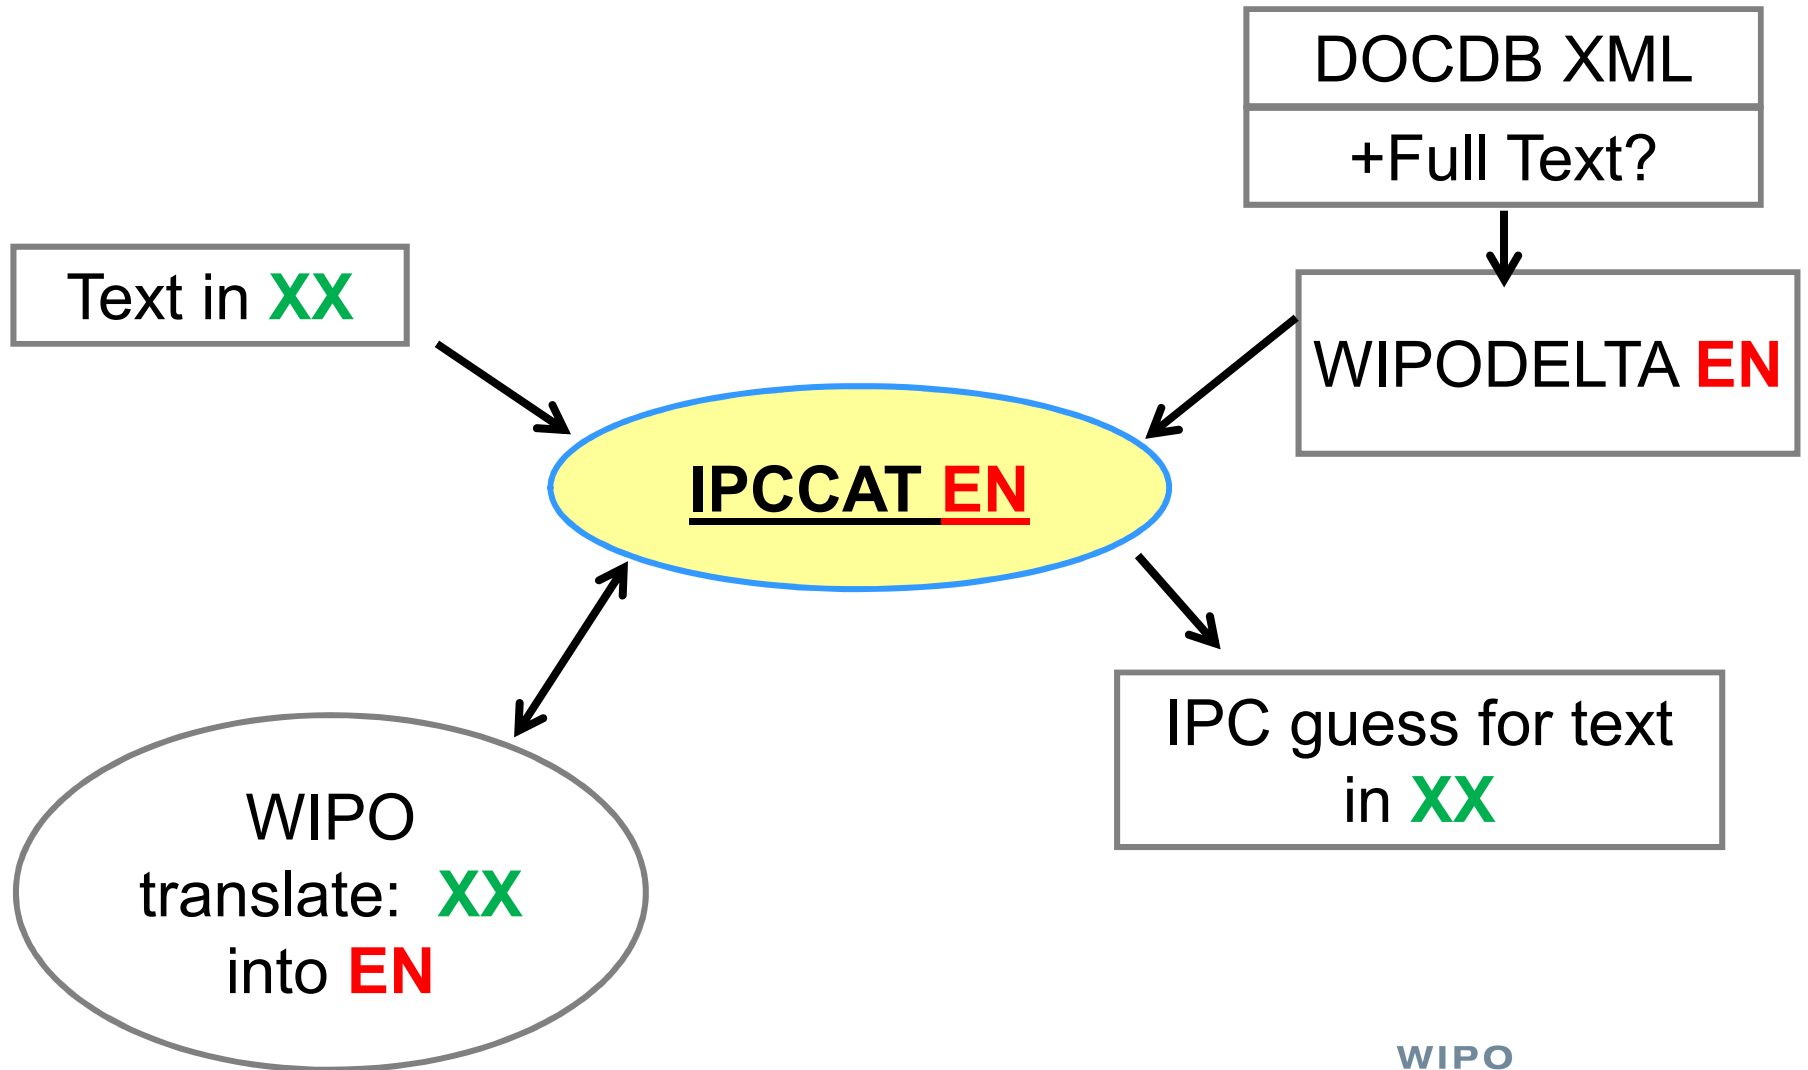 DOCDB XML
+Full Text?
Text in XX
WIPODELTA EN
IPCCAT EN
IPC guess for text
in XX
WIPO
translate: XX
into EN
WIPO